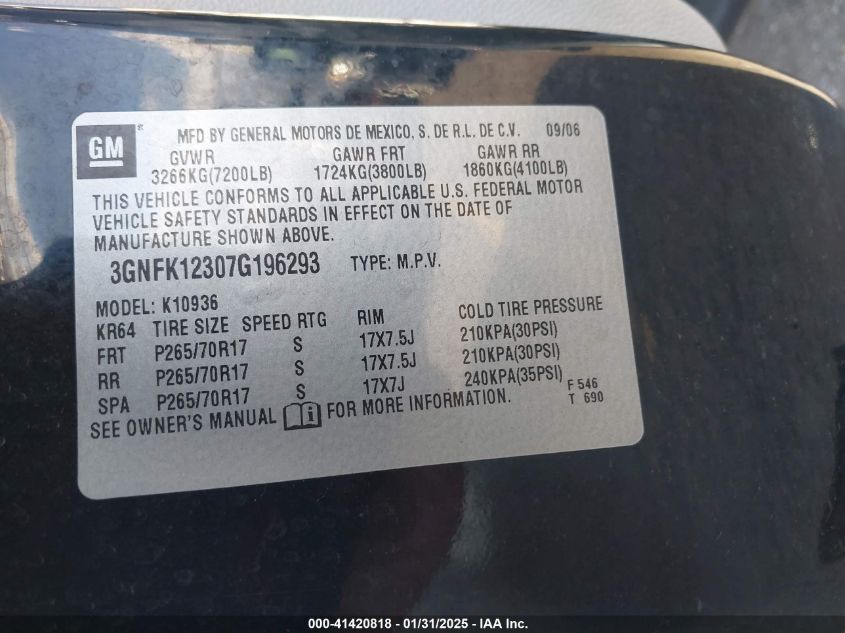 GM ® MFD BY GENERAL MOTORS DE MEXICO, S. DE R.L. DE C.V. 09/06
GVWR GAWR FRT GAWR RR
3266KG(7200LB) 1724KG(3800LB) 1860KG(4100LB)
THIS VEHICLE CONFORMS TO ALL APPLICABLE U.S. FEDERAL MOTOR
VEHICLE SAFETY STANDARDS IN EFFECT ON THE DATE OF
MANUFACTURE SHOWN ABOVE.
3GNFK12307G196293 TYPE: M.P.V.
MODEL: K10936
KR64 TIRE SIZE SPEED RTG RIM COLD TIRE PRESSURE
FRT P265/70R17 S 17X7.5J 210KPA(30PSI)
RR P265/70R17 S 17X7.5J 210KPA(30PSI)
SPA P265/70R17 S 17X7J 240KPA(35PSI) F 546
SEE OWNER'S MANUAL i FOR MORE INFORMATION. T 690
000-41420818 - 01/31/2025 - IAA Inc.